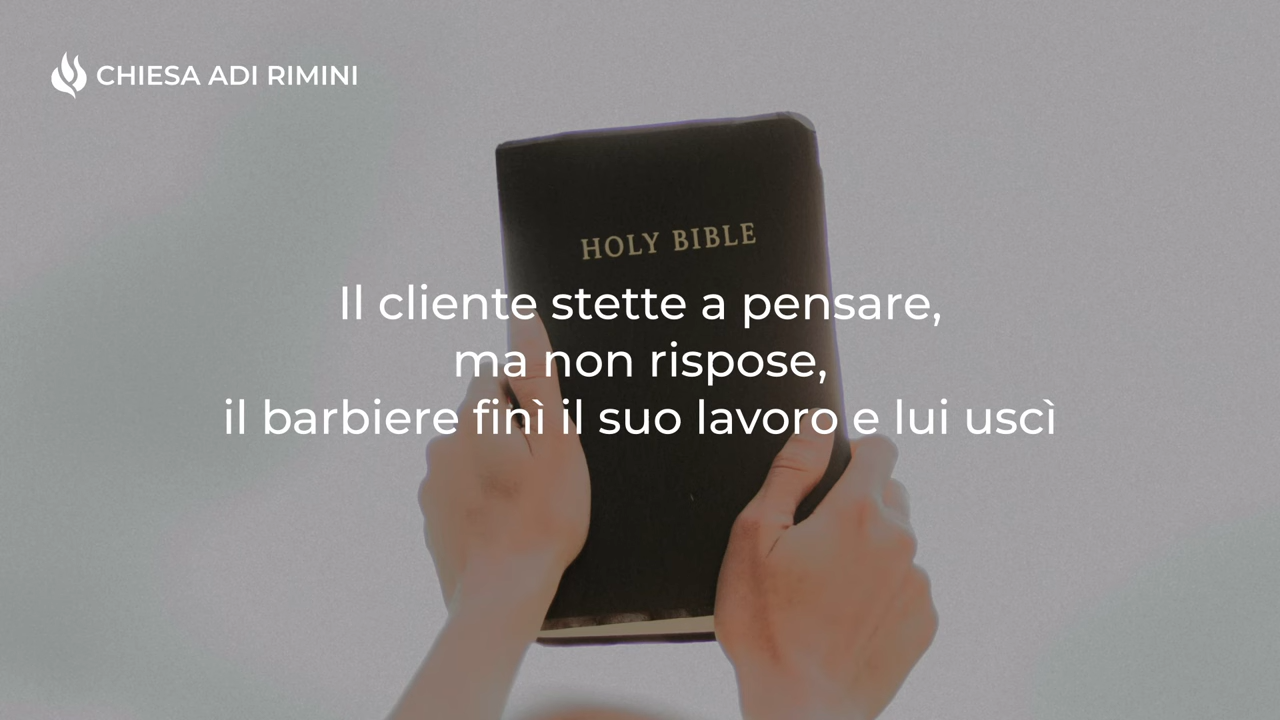 CHIESA ADI RIMINI
HOLY BIBLE
Il cliente stette a pensare,
ma non rispose,
il barbiere finì il suo lavoro e lui uscì